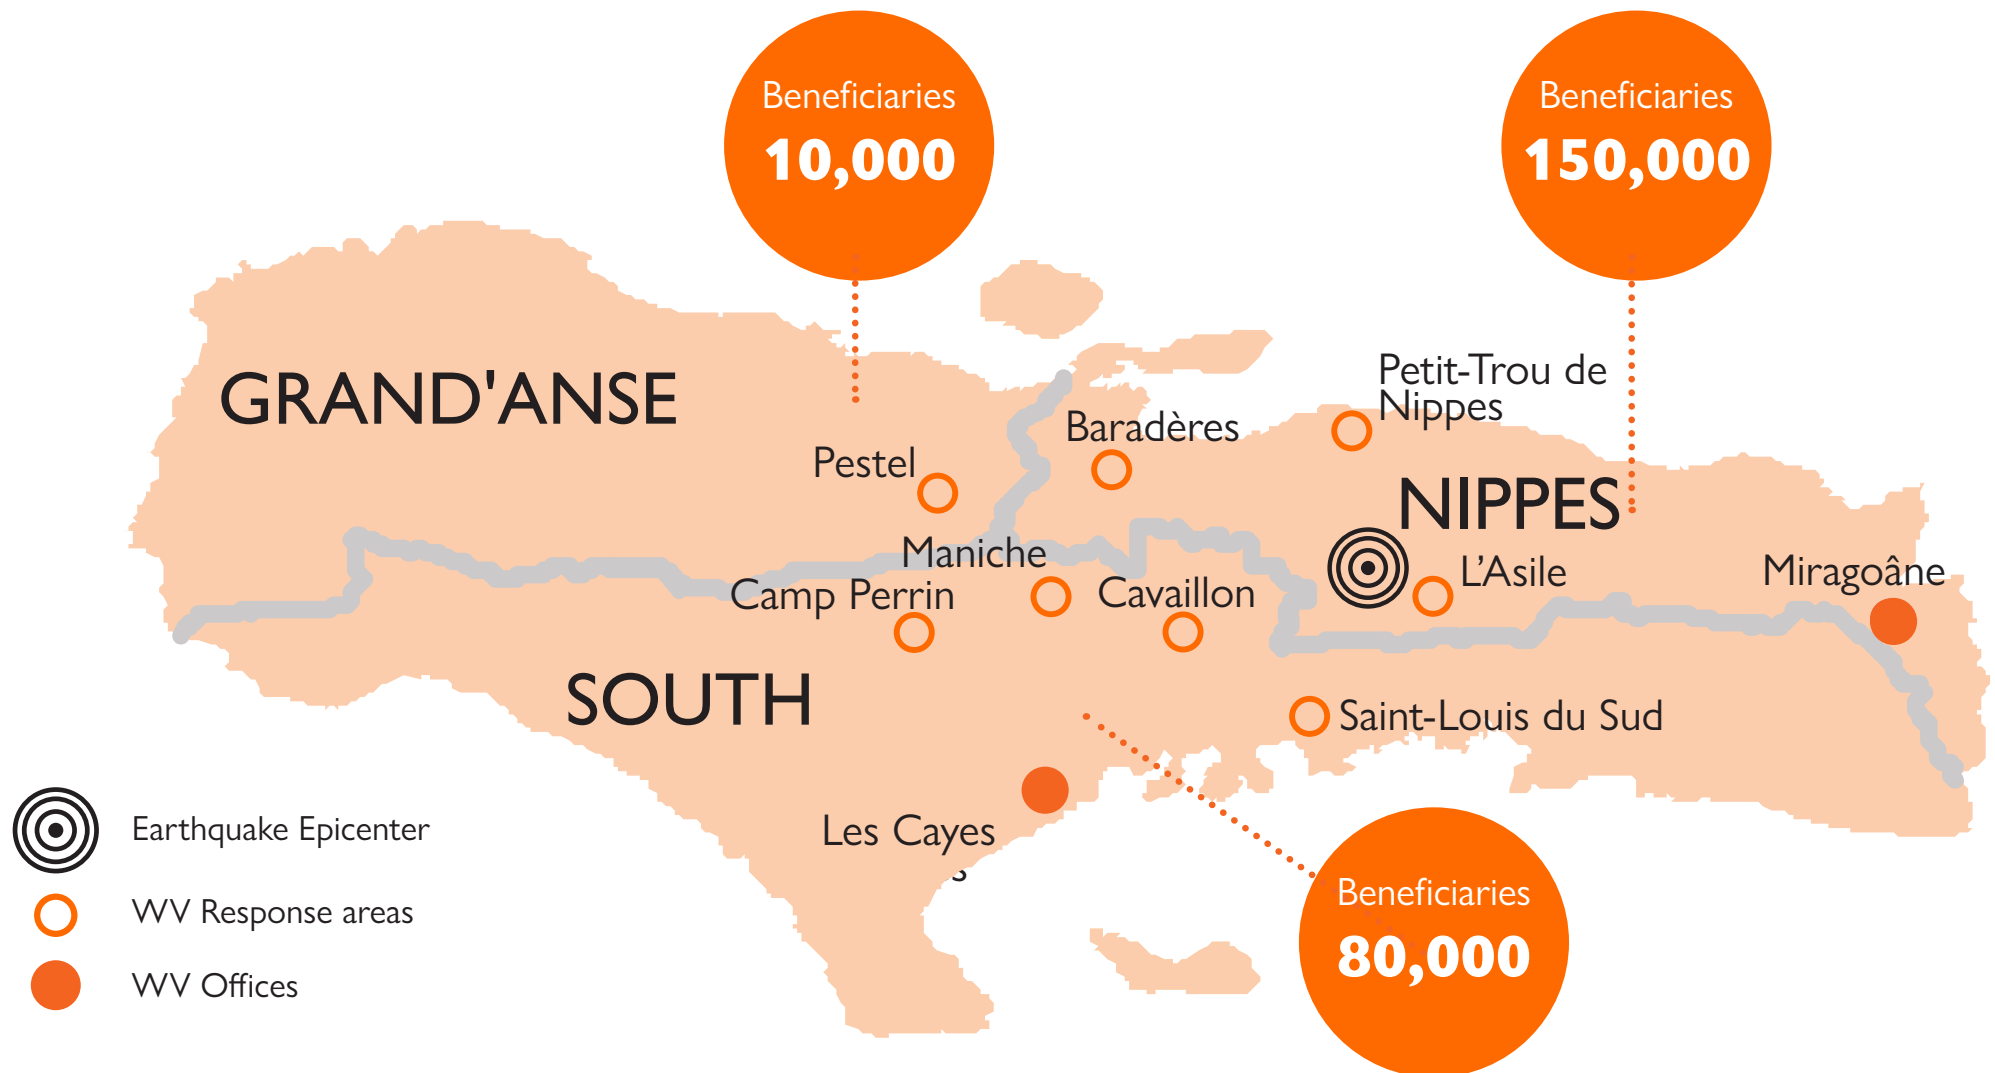 Beneficiaries
10,000
Beneficiaries
150,000
GRAND'ANSE
Petit-Trou de
Nippes
Baradères
Pestel
NIPPES
Maniche
L'Asile
Miragoâne
Camp Perrin
Cavaillon
SOUTH
Saint-Louis du Sud
Les Cayes
Earthquake Epicenter
WV Response areas
WV Offices
Beneficiaries
80,000